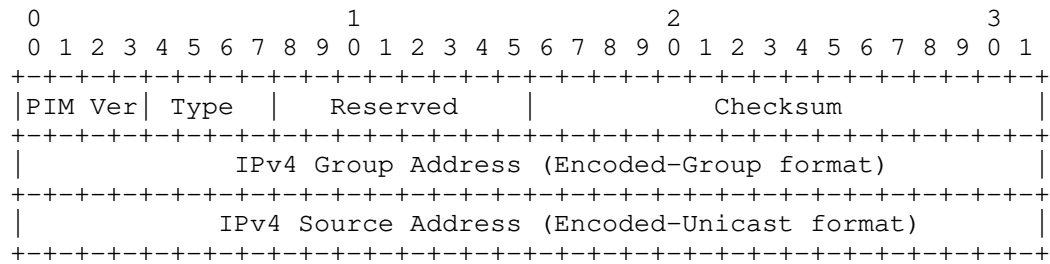 0                   1                   2                   3
 0 1 2 3 4 5 6 7 8 9 0 1 2 3 4 5 6 7 8 9 0 1 2 3 4 5 6 7 8 9 0 1
+-+-+-+-+-+-+-+-+-+-+-+-+-+-+-+-+-+-+-+-+-+-+-+-+-+-+-+-+-+-+-+-+
|PIM Ver| Type  |   Reserved    |           Checksum            |
+-+-+-+-+-+-+-+-+-+-+-+-+-+-+-+-+-+-+-+-+-+-+-+-+-+-+-+-+-+-+-+-+
|             IPv4 Group Address (Encoded-Group format)         |
+-+-+-+-+-+-+-+-+-+-+-+-+-+-+-+-+-+-+-+-+-+-+-+-+-+-+-+-+-+-+-+-+
|            IPv4 Source Address (Encoded-Unicast format)       |
+-+-+-+-+-+-+-+-+-+-+-+-+-+-+-+-+-+-+-+-+-+-+-+-+-+-+-+-+-+-+-+-+